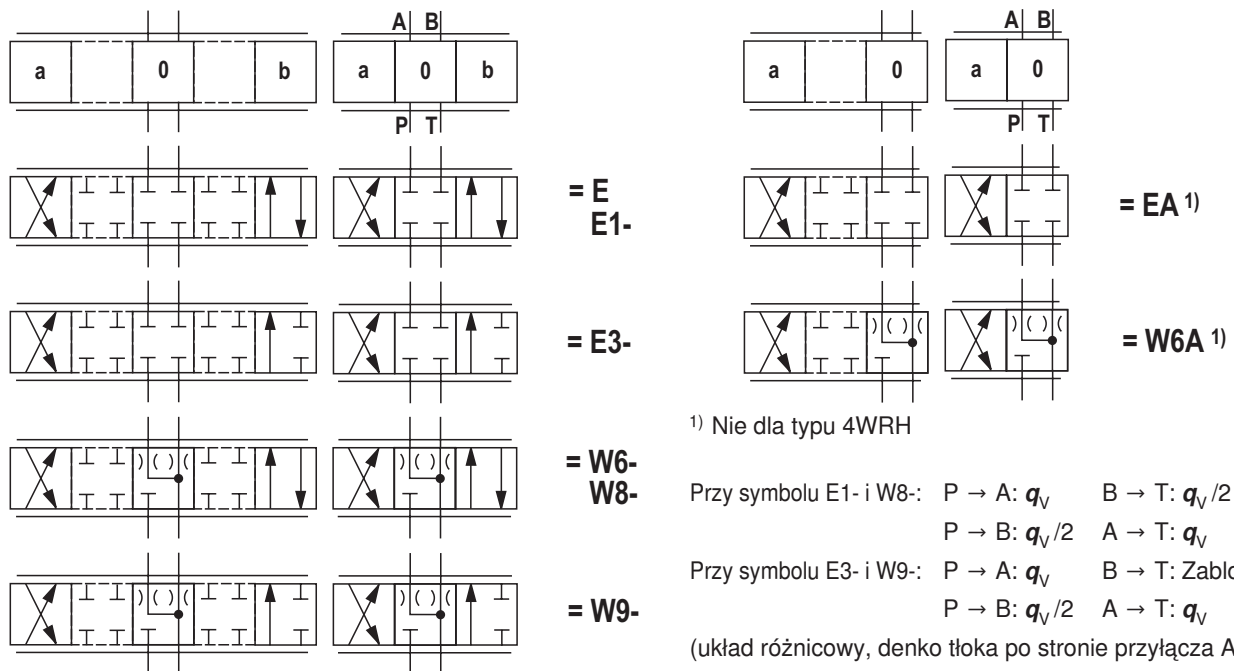 A B
a 0 b
a 0 b
P T
= E
E1-
= E3-
= W6-
W8-
= W9-
A B
a 0
a 0
P T
= EA 1)
= W6A 1)
1) Nie dla typu 4WRH
Przy symbolu E1- i W8-: P → A: qV B → T: qV/2
P → B: qV/2 A → T: qV
Przy symbolu E3- i W9-: P → A: qV B → T:
P → B: qV/2 A → T: qV
(układ różnicowy, denko tłoka po stronie przyłącza A